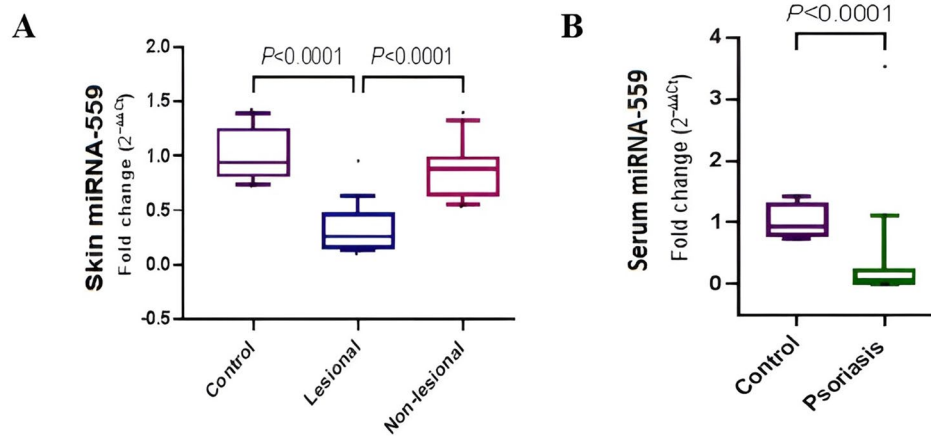 A
P<0.0001 P<0.0001
Skin miRNA-559
Fold change (2^-ΔΔCt)
2.0
1.5
1.0
0.5
0.0
-0.5
Control
Lesional
Non-lesional
B
P<0.0001
Serum miRNA-559
Fold change (2^-ΔΔCt)
4
3
2
1
0
Control
Psoriasis